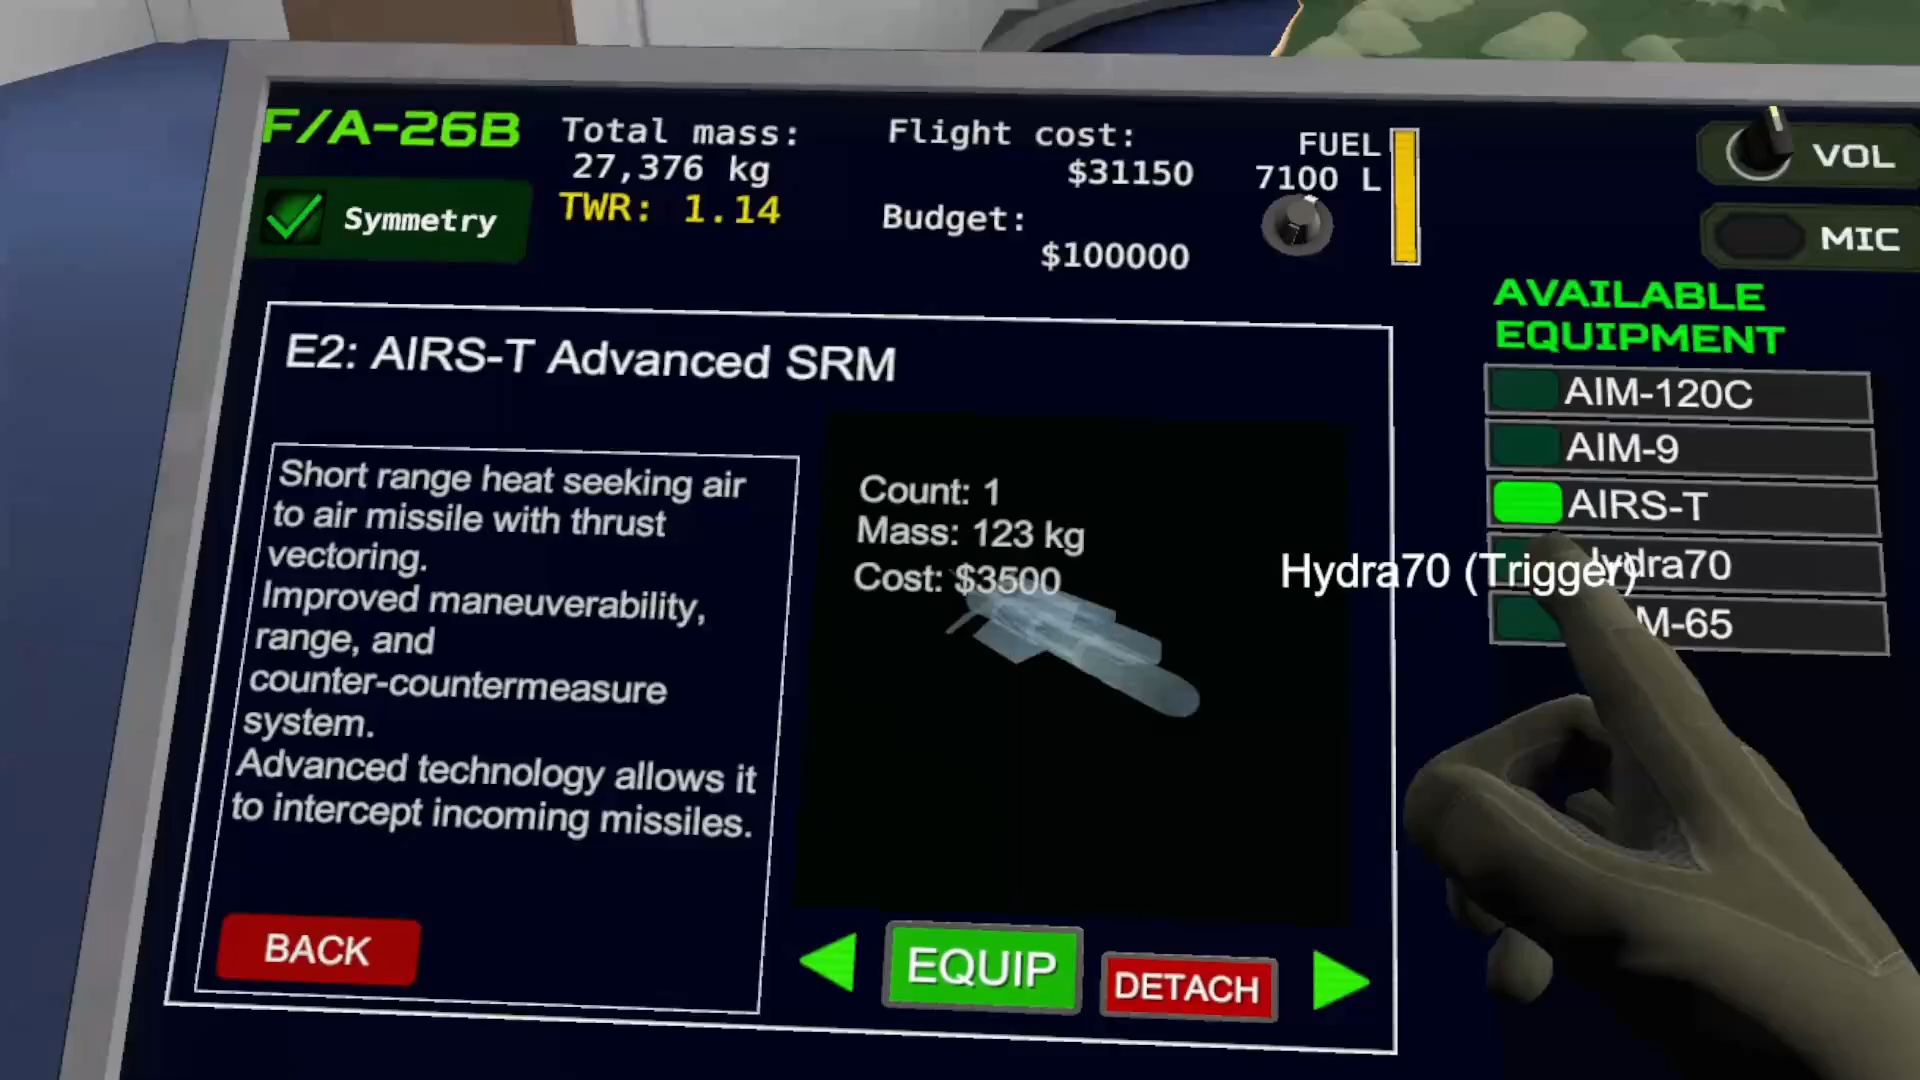 F/A-26B
Symmetry
Total mass:
27,376 kg
TWR: 1.14
Flight cost:
$31150
Budget:
$100000
FUEL
7100 L
VOL
MIC
E2: AIRS-T Advanced SRM
Short range heat seeking air
to air missile with thrust
vectoring.
Improved maneuverability,
range, and
counter-countermeasure
system.
Advanced technology allows it
to intercept incoming missiles.
Count: 1
Mass: 123 kg
Cost: $3500
BACK
EQUIP
DETACH
AVAILABLE
EQUIPMENT
AIM-120C
AIM-9
AIRS-T
Hydra70 (Trigger)
M-65